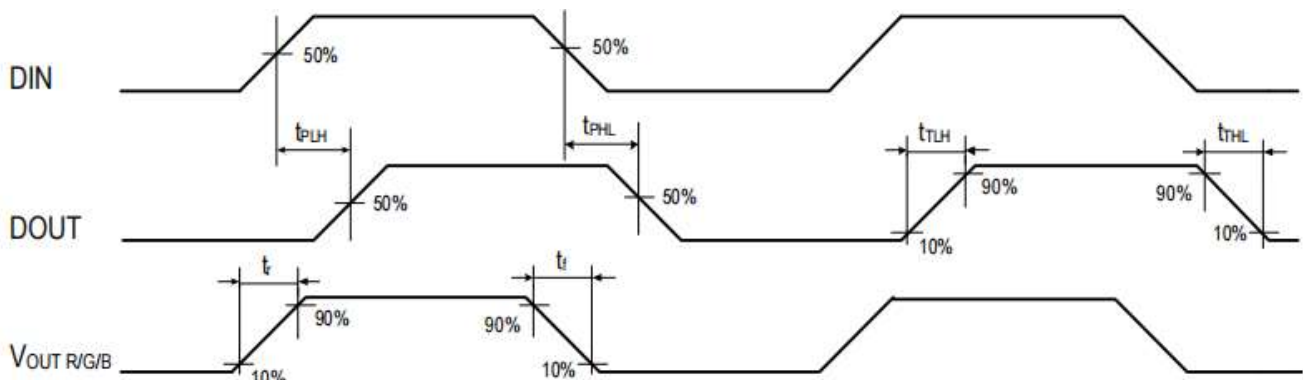 50%
50%
DIN
tPLH
tPHL
tTLH
tTHL
50%
50%
90%
90%
DOUT
10%
10%
tr
tf
90%
90%
VOUT R/G/B
10%
10%